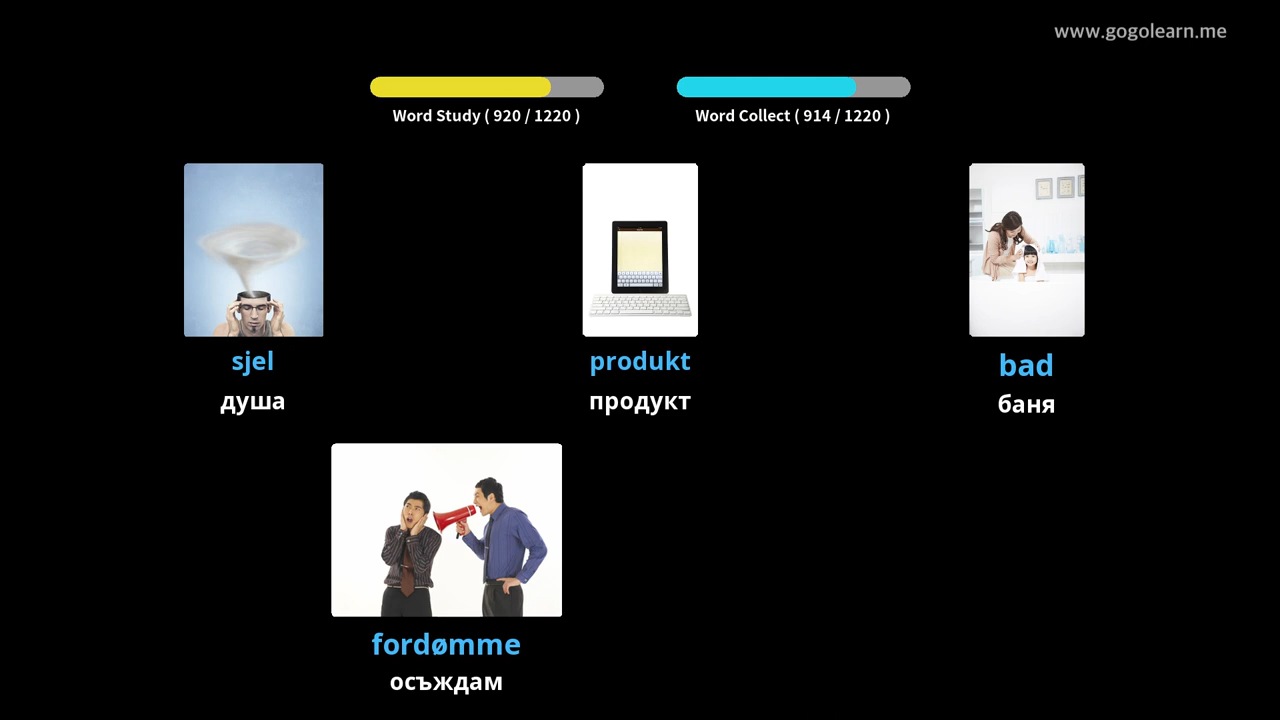 www.gogolearn.me
Word Study ( 920 / 1220 )
Word Collect ( 914 / 1220 )
sjel
душа
produkt
продукт
bad
баня
fordømme
осъждам